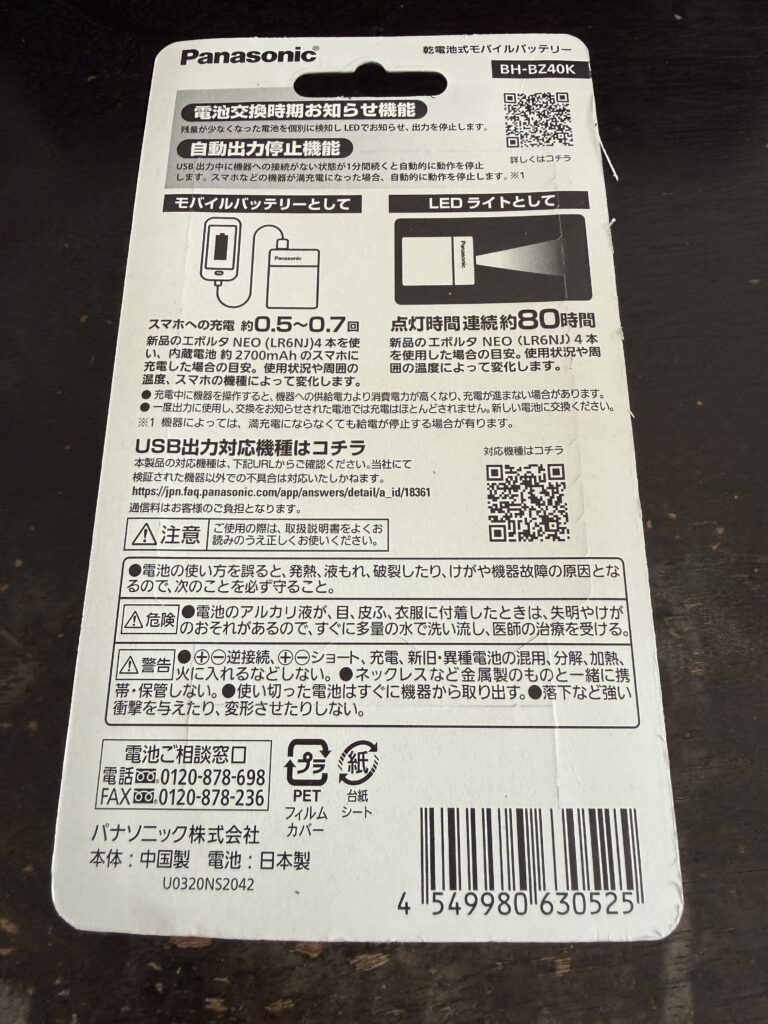 Panasonic®
乾電池式モバイルバッテリー
BH-BZ40K
電池交換時期お知らせ機能
残量が少なくなった電池を個別に検知しLEDでお知らせ、出力を停止します。
自動出力停止機能
USB出力中に機器への接続がない状態が1分間続くと自動的に動作を停止
します。スマホなどの機器が満充電になった場合、自動的に動作を停止します。※1
詳しくはコチラ
モバイルバッテリーとして
Panasonic
スマホへの充電 約0.5〜0.7回
新品のエボルタ NEO (LR6NJ)4本を使
い、内蔵電池 約2700mAhのスマホに
充電した場合の目安。使用状況や周囲の
温度、スマホの機種によって変化します。
LEDライトとして
Panasonic
点灯時間 連続 約80時間
新品のエボルタ NEO (LR6NJ) 4本
を使用した場合の目安。使用状況や周
囲の温度によって変化します。
●充電中に機器を操作すると、機器への供給電力より消費電力が高くなり、充電が進まない場合があります。
●一度出力に使用し、交換をお知らせされた電池では充電はほとんどされません。新しい電池に交換ください。
※1 機器によっては、満充電にならなくても給電が停止する場合が有ります。
USB出力対応機種はコチラ
本製品の対応機種は、下記URLからご確認ください。当社にて
検証された機器以外での不具合は対応いたしかねます。
https://jpn.faq.panasonic.com/app/answers/detail/a_id/18361
通信料はお客様のご負担となります。
対応機種はコチラ
注意
ご使用の際は、取扱説明書をよくお
読みのうえ正しくお使いください。
●電池の使い方を誤ると、発熱、液もれ、破裂したり、けがや機器故障の原因とな
るので、次のことを必ず守ること。
危険 ●電池のアルカリ液が、目、皮ふ、衣服に付着したときは、失明やけが
のおそれがあるので、すぐに多量の水で洗い流し、医師の治療を受ける。
警告 ●⊕⊖逆接続、⊕⊖ショート、充電、新旧・異種電池の混用、分解、加熱、
火に入れるなどしない。●ネックレスなど金属製のものと一緒に携
帯・保管しない。●使い切った電池はすぐに機器から取り出す。●落下など強い
衝撃を与えたり、変形させたりしない。
電池ご相談窓口
電話 0120-878-698
FAX 0120-878-236
プラ
PET
フィルム
カバー
紙
台紙
シート
パナソニック株式会社
本体：中国製 電池：日本製
U0320NS2042
4 549980 630525